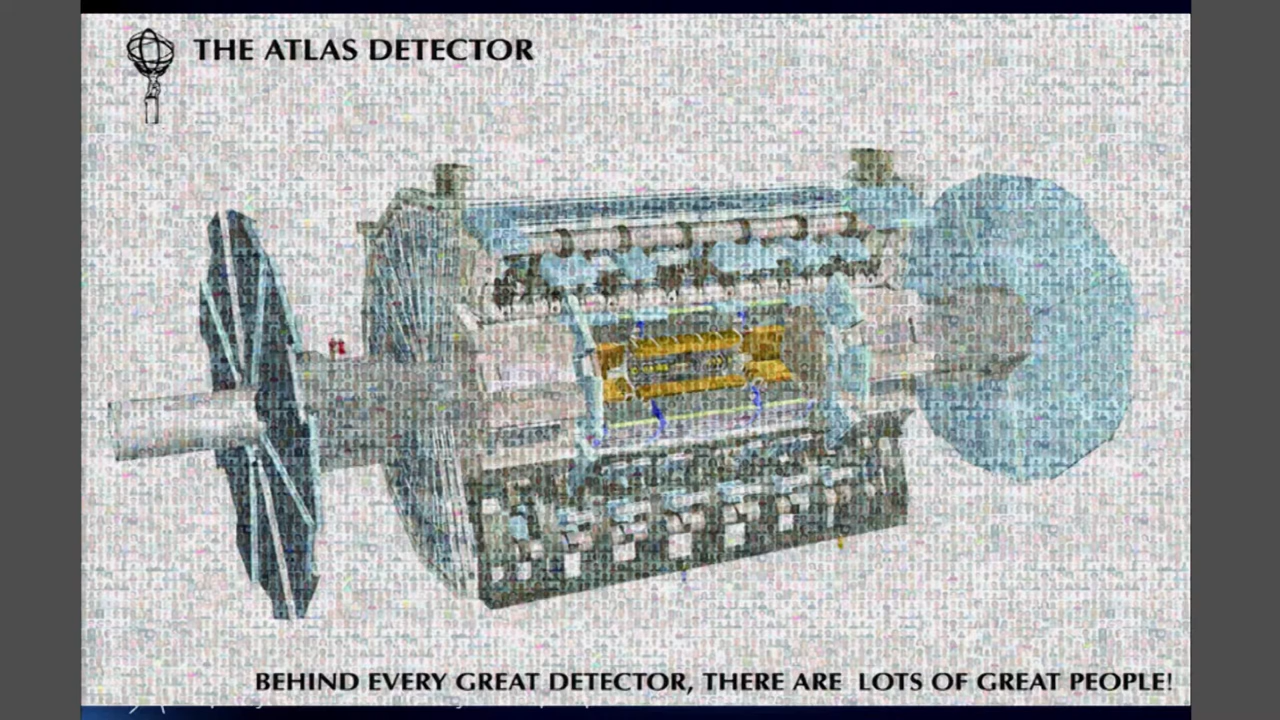 THE ATLAS DETECTOR
BEHIND EVERY GREAT DETECTOR, THERE ARE LOTS OF GREAT PEOPLE!